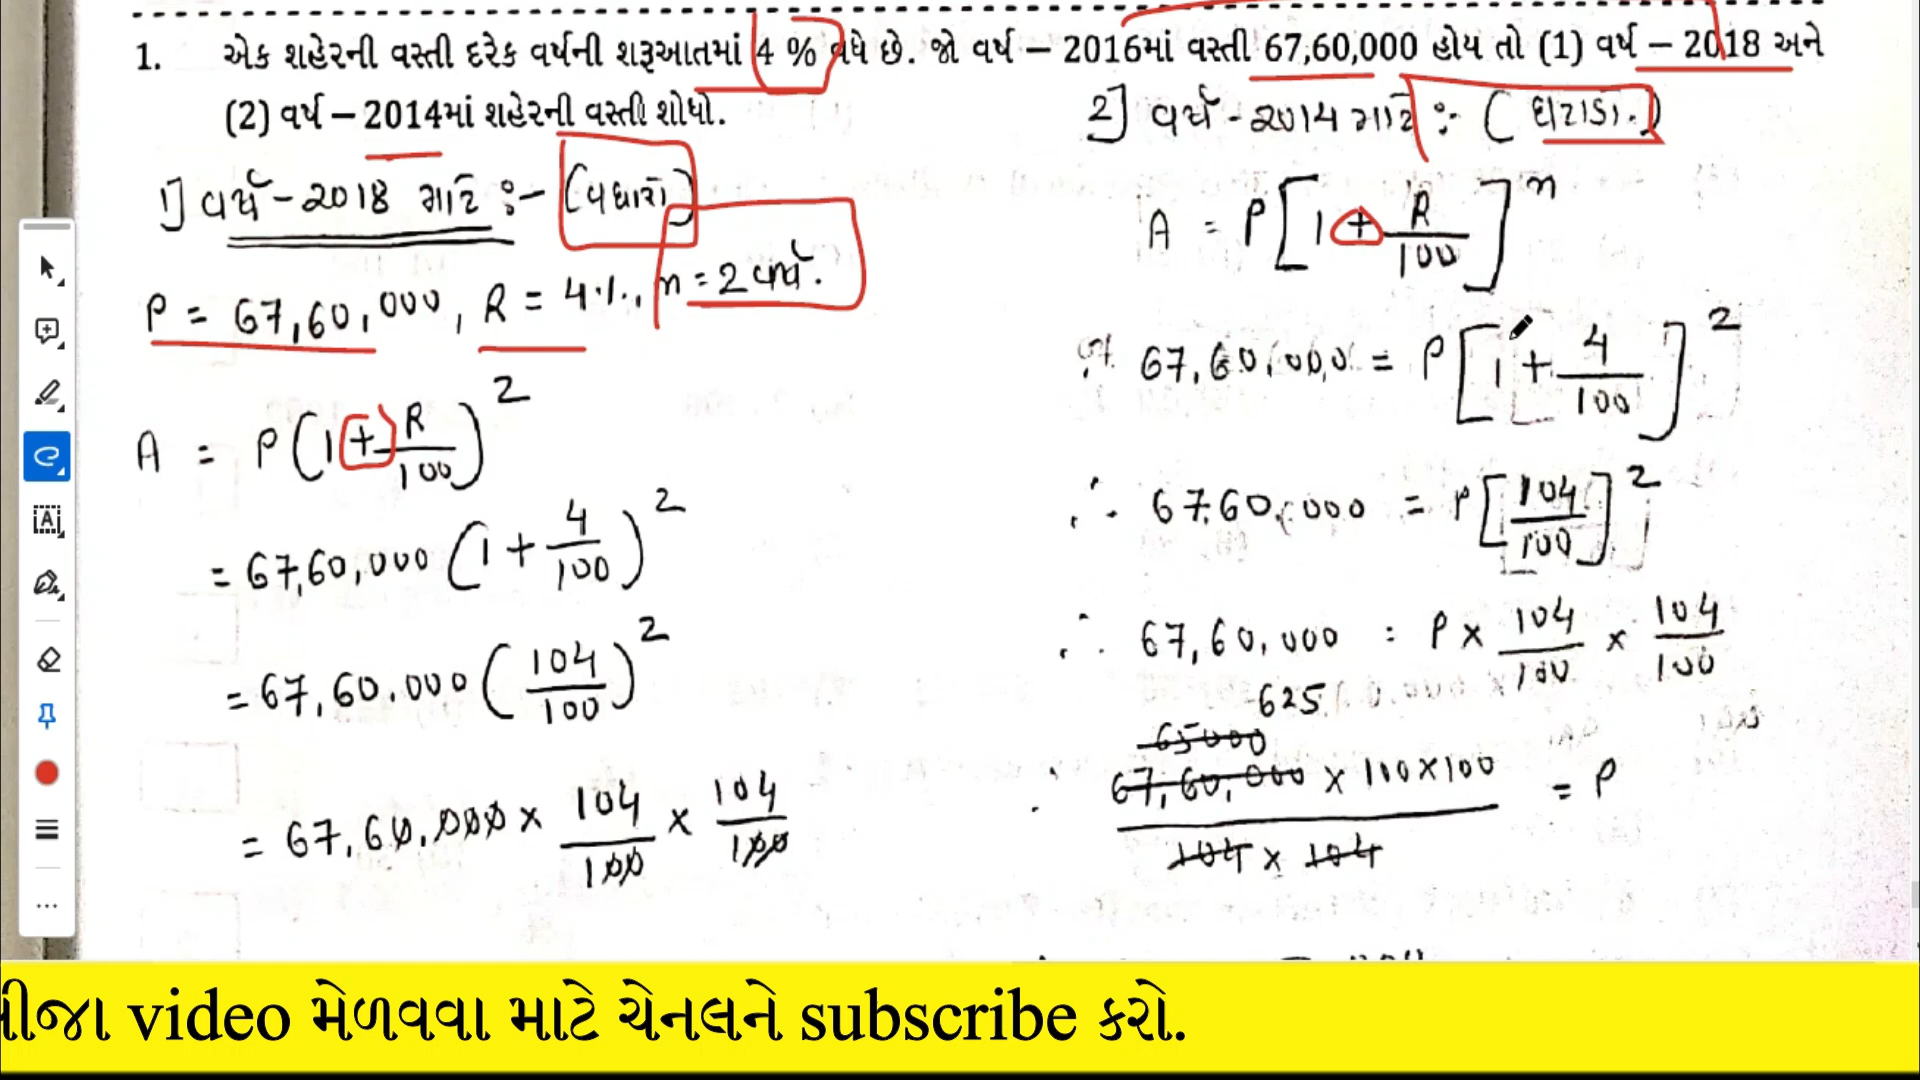 1. એક શહેરની વસ્તી દરેક વર્ષની શરૂઆતમાં 4 % વધે છે. જો વર્ષ – 2016માં વસ્તી 67,60,000 હોય તો (1) વર્ષ – 2018 અને
(2) વર્ષ – 2014માં શહેરની વસ્તી શોધો.
1] વર્ષ - 2018 માટે :- (વધારો)
P = 67,60,000, R = 4%, n = 2 વર્ષ.
A = P(1 + R/100)²
= 67,60,000 (1 + 4/100)²
= 67,60,000 (104/100)²
= 67,60,000 × 104/100 × 104/100
2] વર્ષ - 2014 માટે :- (ઘટાડો.)
A = P[1 + R/100]ⁿ
67,60,000 = P[1 + 4/100]²
∴ 67,60,000 = P[104/100]²
∴ 67,60,000 = P × 104/100 × 104/100
625
65000
∴ 67,60,000 × 100×100 / 104 × 104 = P
video મેળવવા માટે ચેનલને subscribe કરો.